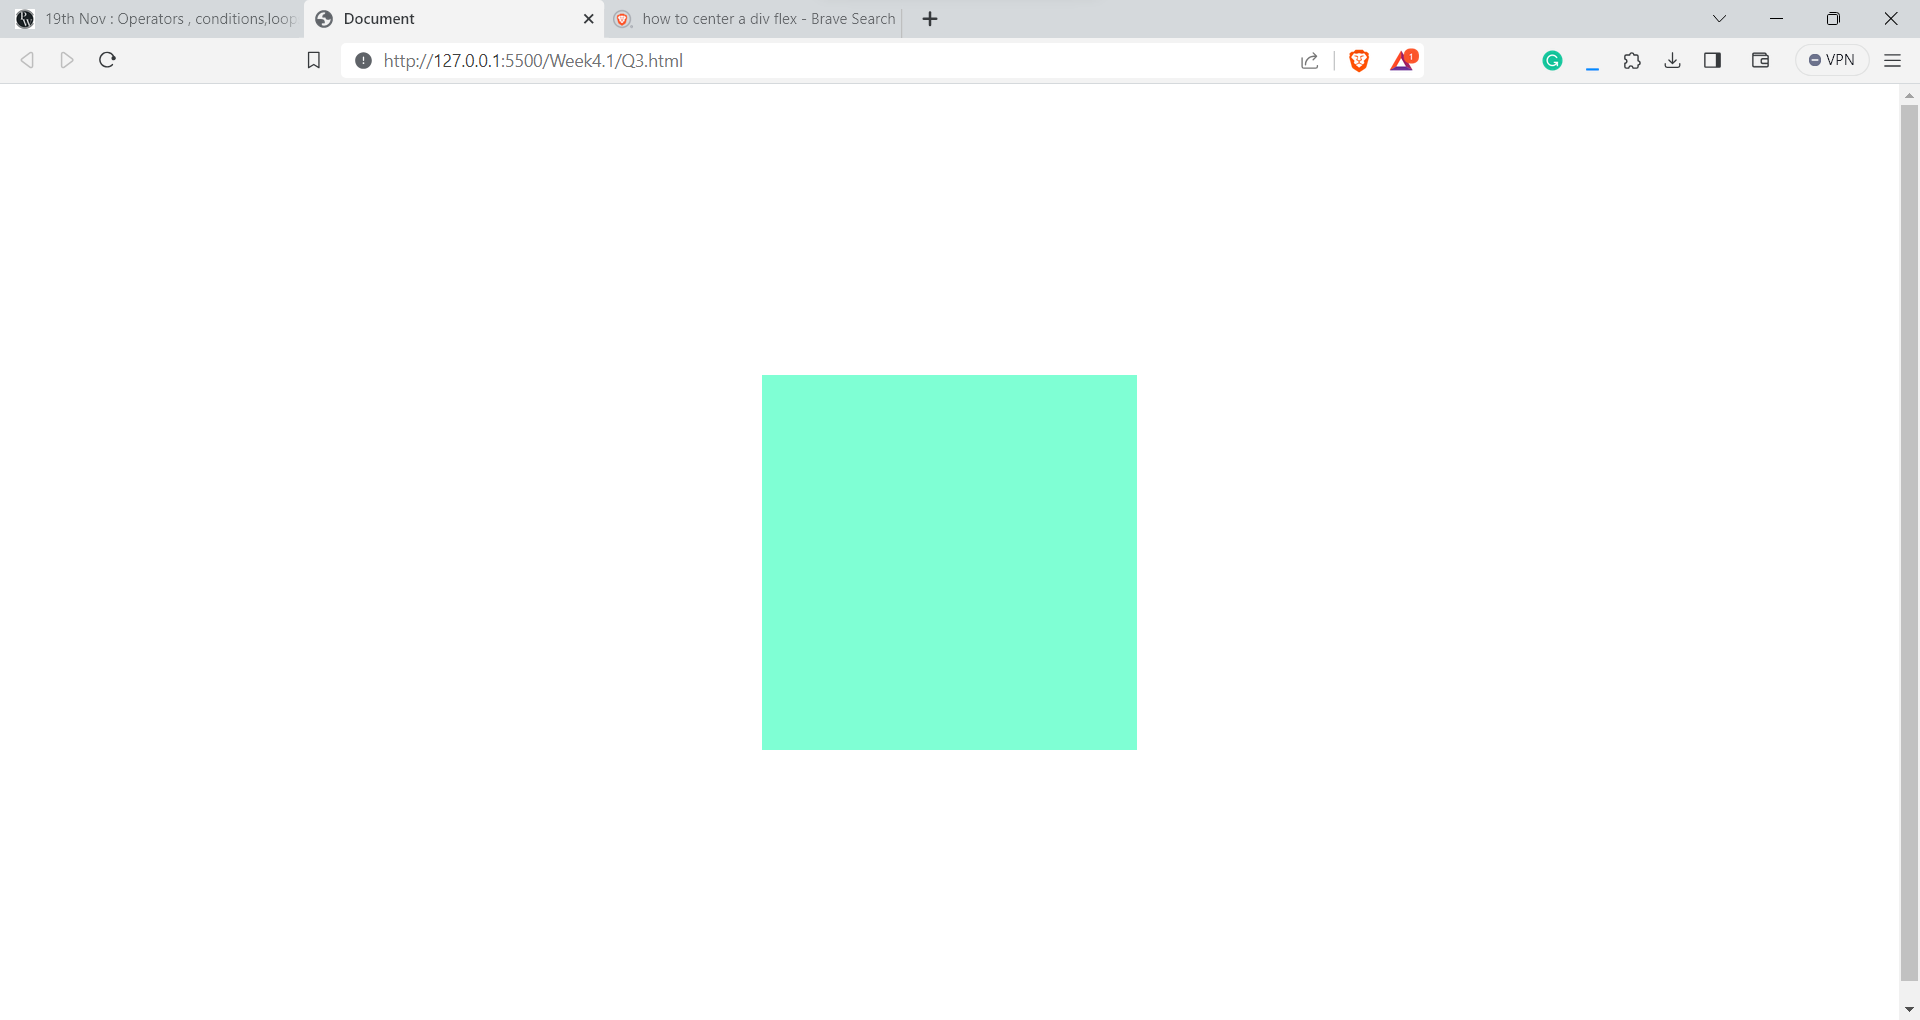 19th Nov : Operators , conditions,loop
Document
how to center a div flex - Brave Search
http://127.0.0.1:5500/Week4.1/Q3.html
1
VPN